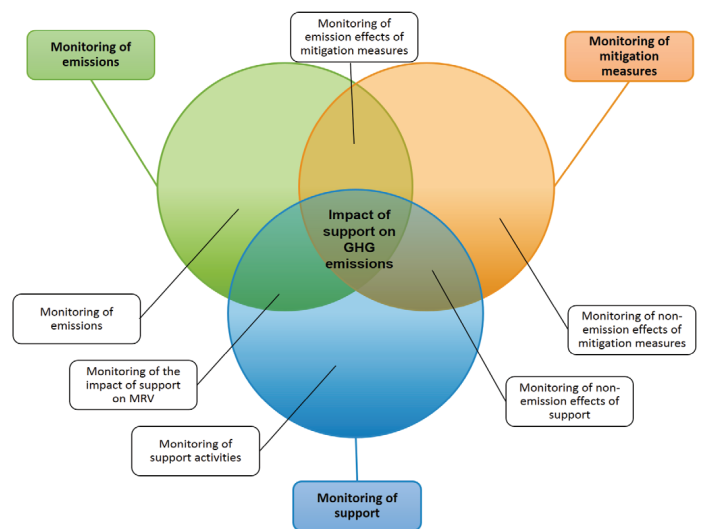 Monitoring of
emission effects of
mitigation measures
Monitoring of
emissions
Monitoring of
mitigation
measures
Impact of
support on
GHG
emissions
Monitoring of
emissions
Monitoring of non-
emission effects of
mitigation measures
Monitoring of the
impact of support
on MRV
Monitoring of non-
emission effects of
support
Monitoring of
support activities
Monitoring of
support